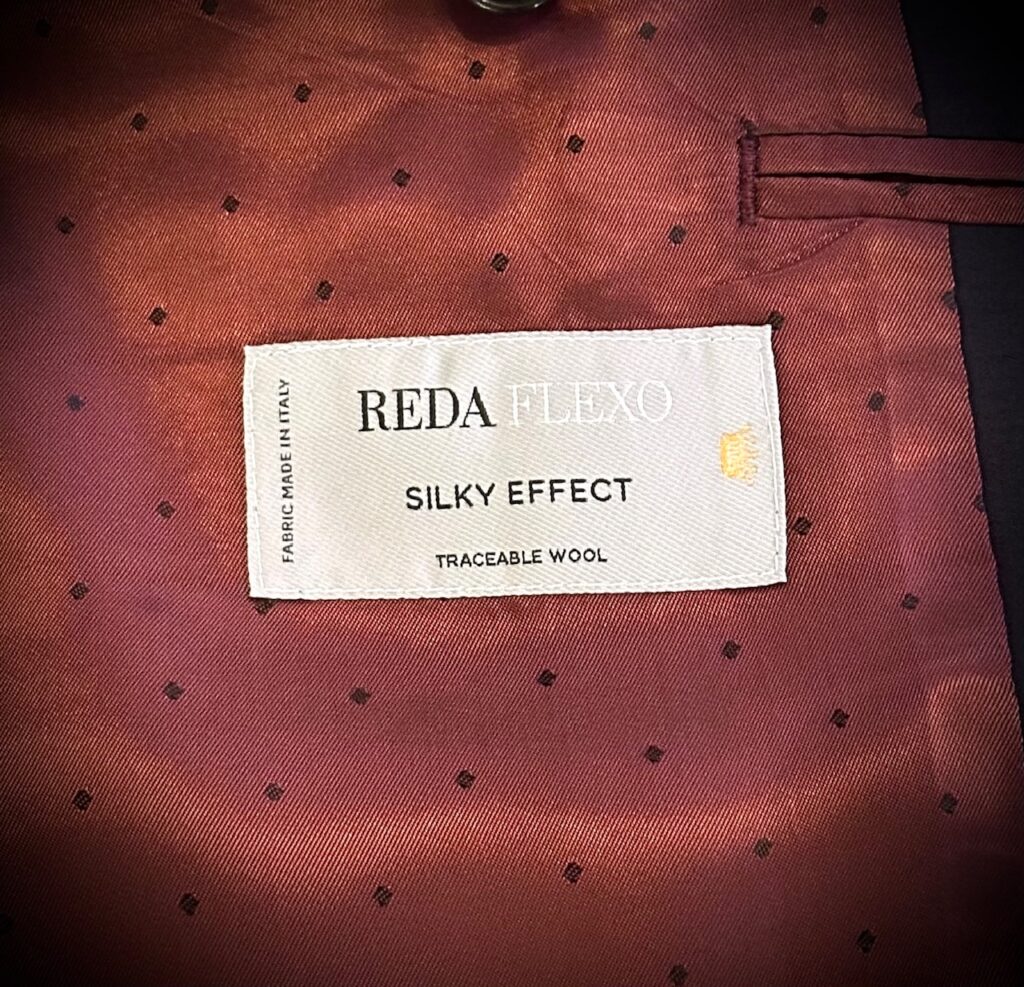 FABRIC MADE IN ITALY
REDA FLEXO
SILKY EFFECT
TRACEABLE WOOL